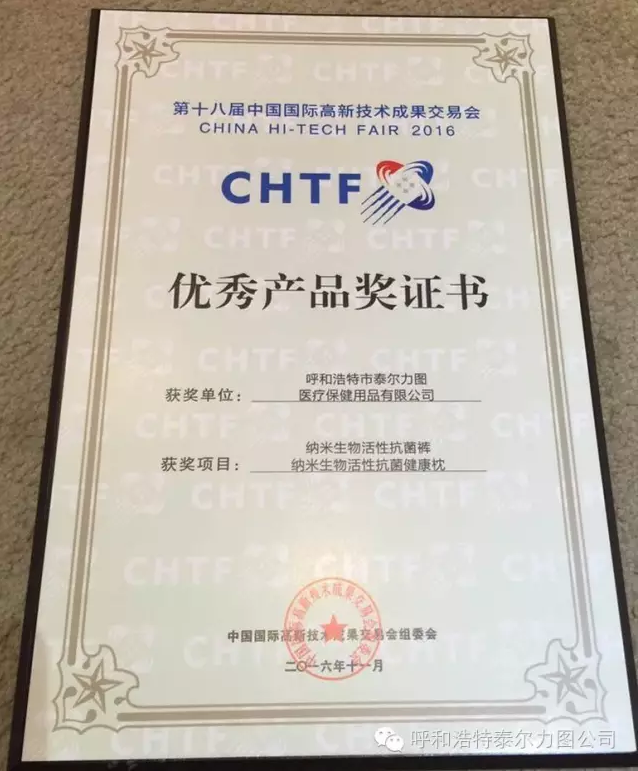 第十八届中国国际高新技术成果交易会
CHINA HI-TECH FAIR 2016
CHTF
优秀产品奖证书
获奖单位：
呼和浩特市泰尔力图
医疗保健用品有限公司
获奖项目：
纳米生物活性抗菌裤
纳米生物活性抗菌健康枕
中国国际高新技术成果交易会组委会
二〇一六年十一月
呼和浩特泰尔力图公司